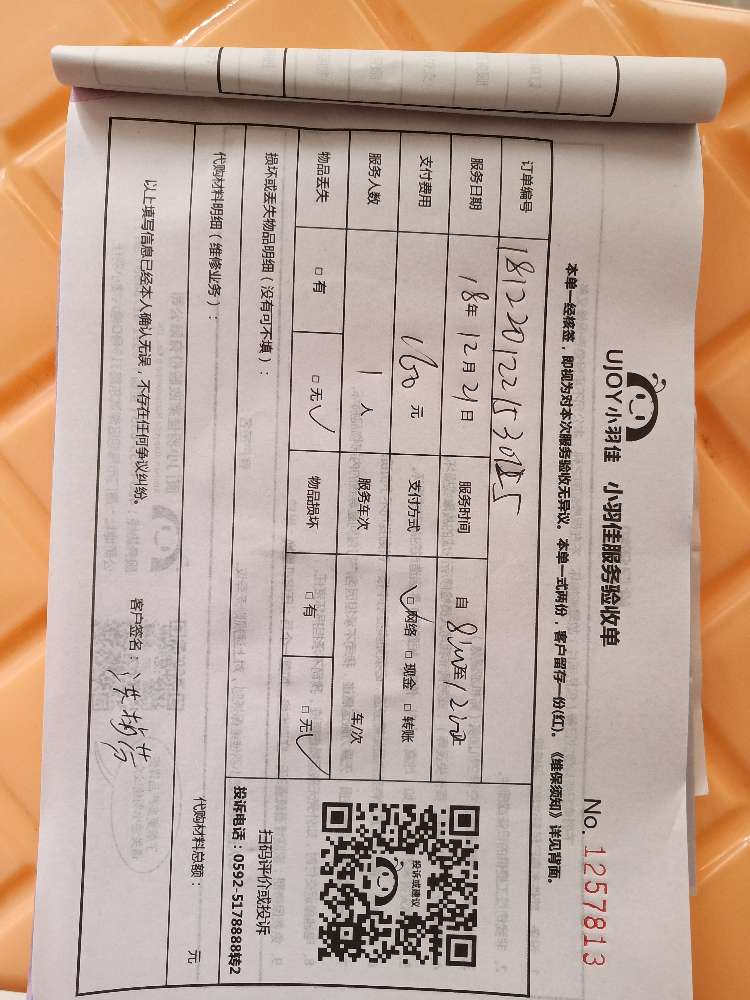 UJOY小羽佳 小羽佳服务验收单
No. 1257813
本单一经核签，即视为对本次服务验收无异议。本单一式两份，客户留存一份(红)。《维保须知》详见背面。
订单编号
服务日期 18年 12月 21日 服务时间 自 至
支付费用 160元 支付方式 □网络 □现金 □转账
服务人数 1人 服务车次 车/次
物品丢失 □有 □无 物品损坏 □有 □无
损坏或丢失物品明细（没有可不填）：
投诉或建议
扫码评价或投诉
投诉电话：0592-5178888转2
代购材料明细（维修业务）： 代购材料总额： 元
以上填写信息已经本人确认无误，不存在任何争议纠纷。 客户签名：洪